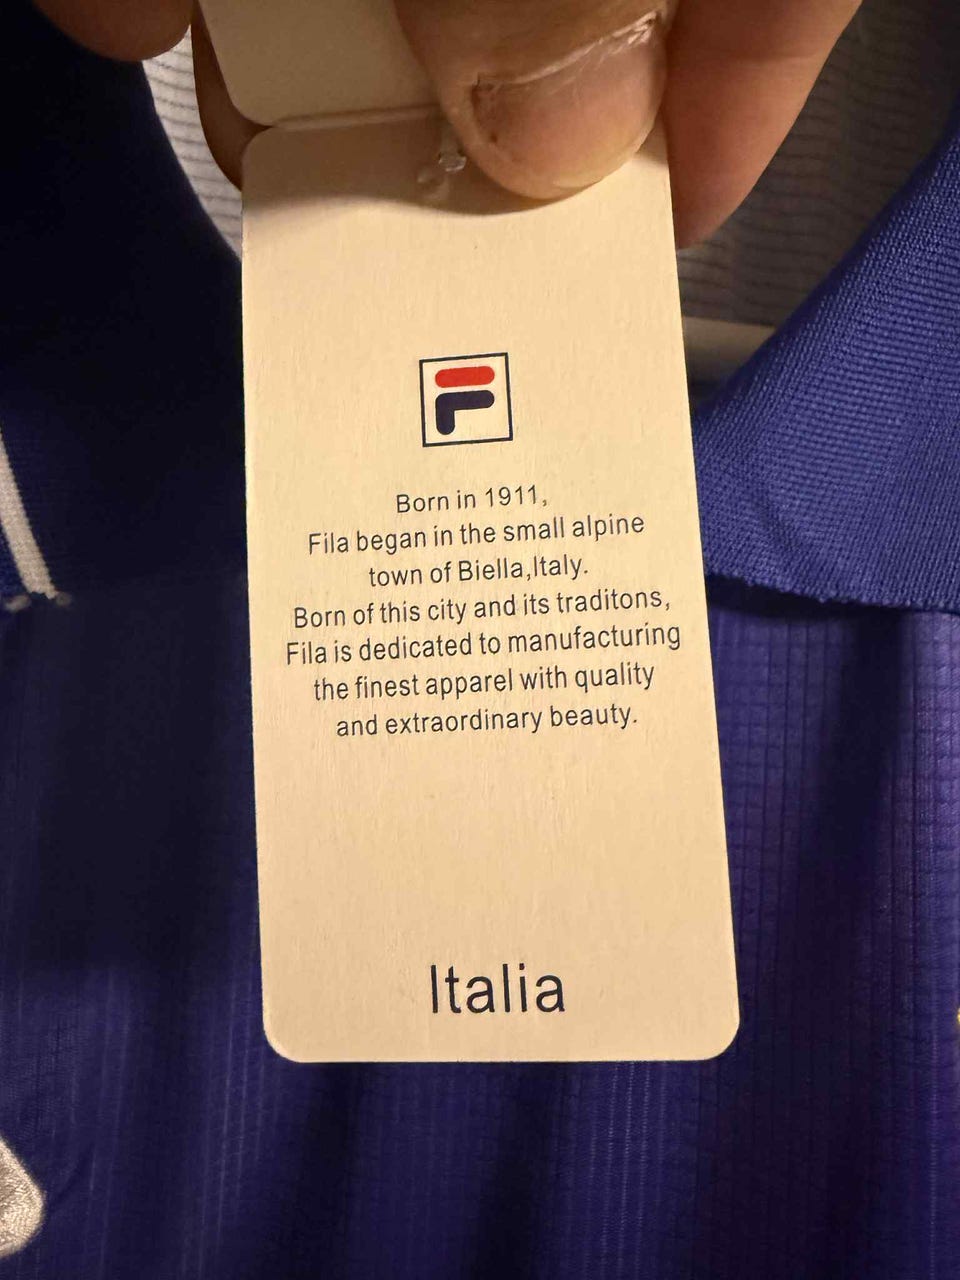 F
Born in 1911,
Fila began in the small alpine
town of Biella,Italy.
Born of this city and its traditons,
Fila is dedicated to manufacturing
the finest apparel with quality
and extraordinary beauty.
Italia